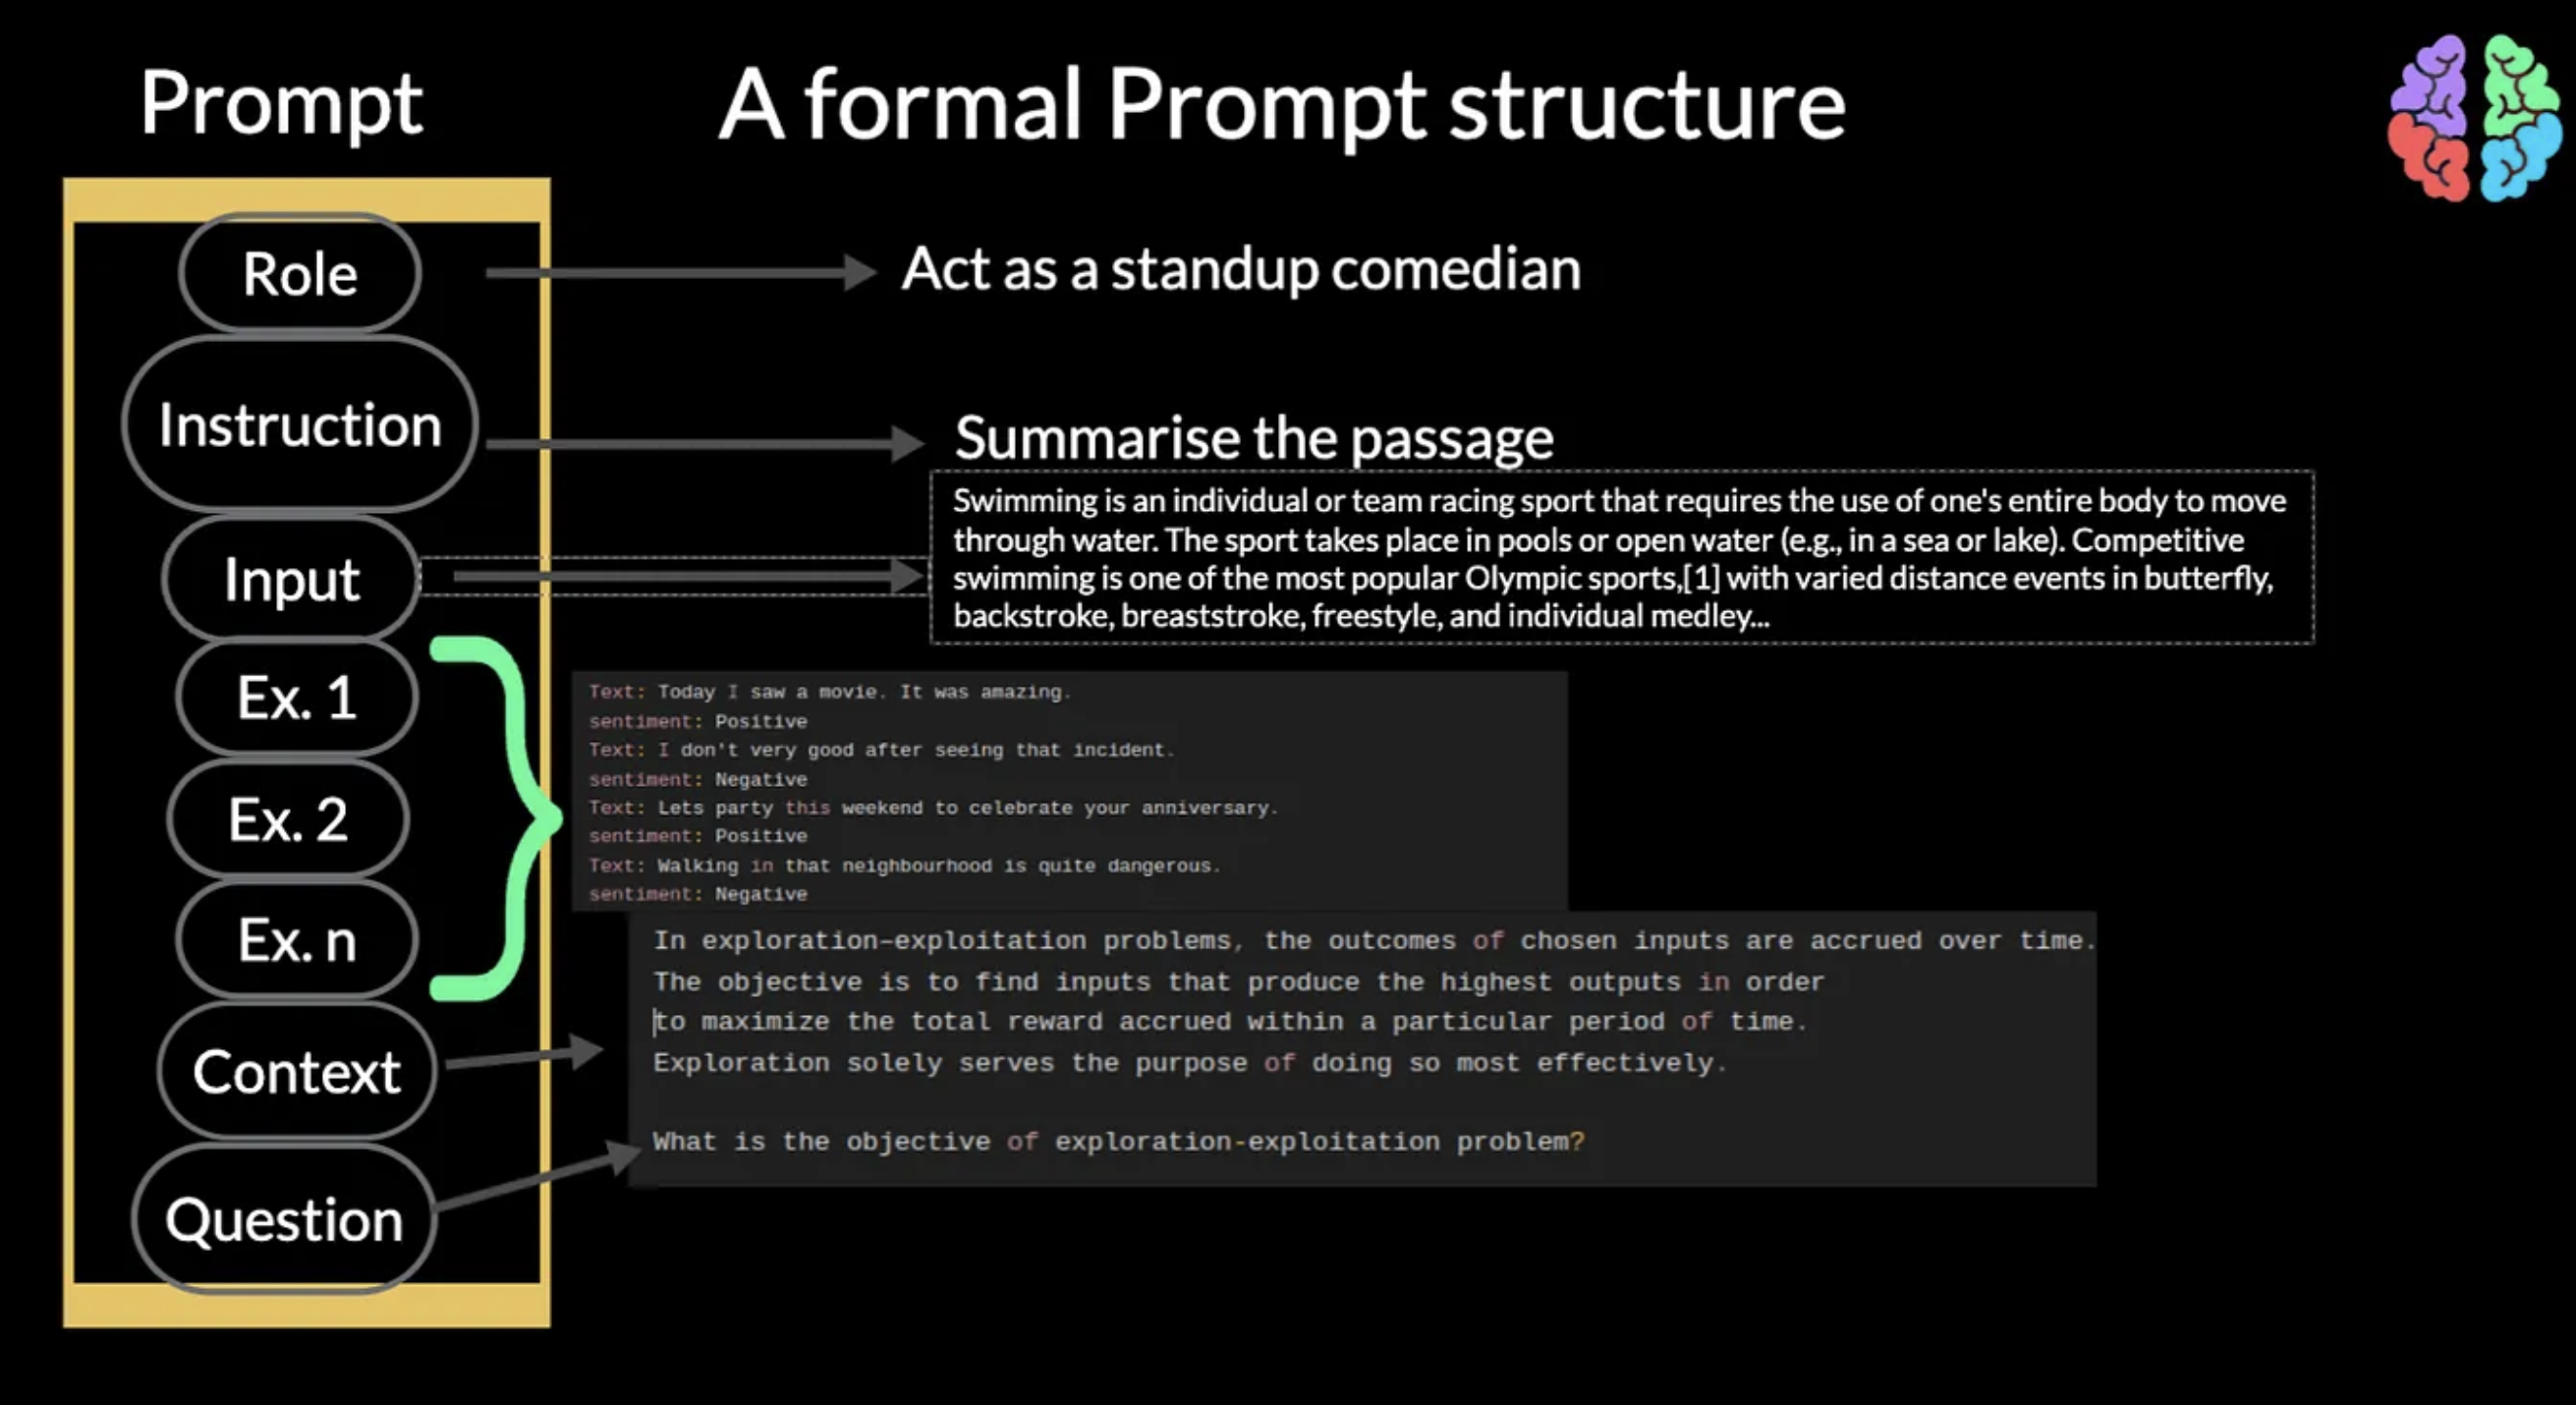 Prompt
A formal Prompt structure
Role
Act as a standup comedian
Instruction
Summarise the passage
Input
Swimming is an individual or team racing sport that requires the use of one's entire body to move
through water. The sport takes place in pools or open water (e.g., in a sea or lake). Competitive
swimming is one of the most popular Olympic sports,[1] with varied distance events in butterfly,
backstroke, breaststroke, freestyle, and individual medley...
Ex. 1
Ex. 2
Ex. n
Text: Today I saw a movie. It was amazing.
sentiment: Positive
Text: I don't very good after seeing that incident.
sentiment: Negative
Text: Lets party this weekend to celebrate your anniversary.
sentiment: Positive
Text: Walking in that neighbourhood is quite dangerous.
sentiment: Negative
Context
In exploration–exploitation problems, the outcomes of chosen inputs are accrued over time.
The objective is to find inputs that produce the highest outputs in order
to maximize the total reward accrued within a particular period of time.
Exploration solely serves the purpose of doing so most effectively.
Question
What is the objective of exploration-exploitation problem?